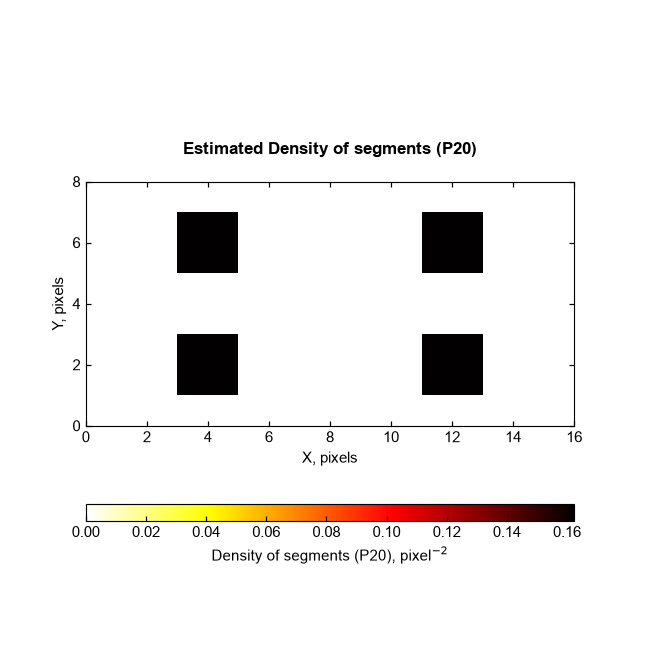 Estimated Density of segments (P20)
8
6
4
2
0
Y, pixels
0 2 4 6 8 10 12 14 16
X, pixels
0.00 0.02 0.04 0.06 0.08 0.10 0.12 0.14 0.16
Density of segments (P20), pixel⁻²